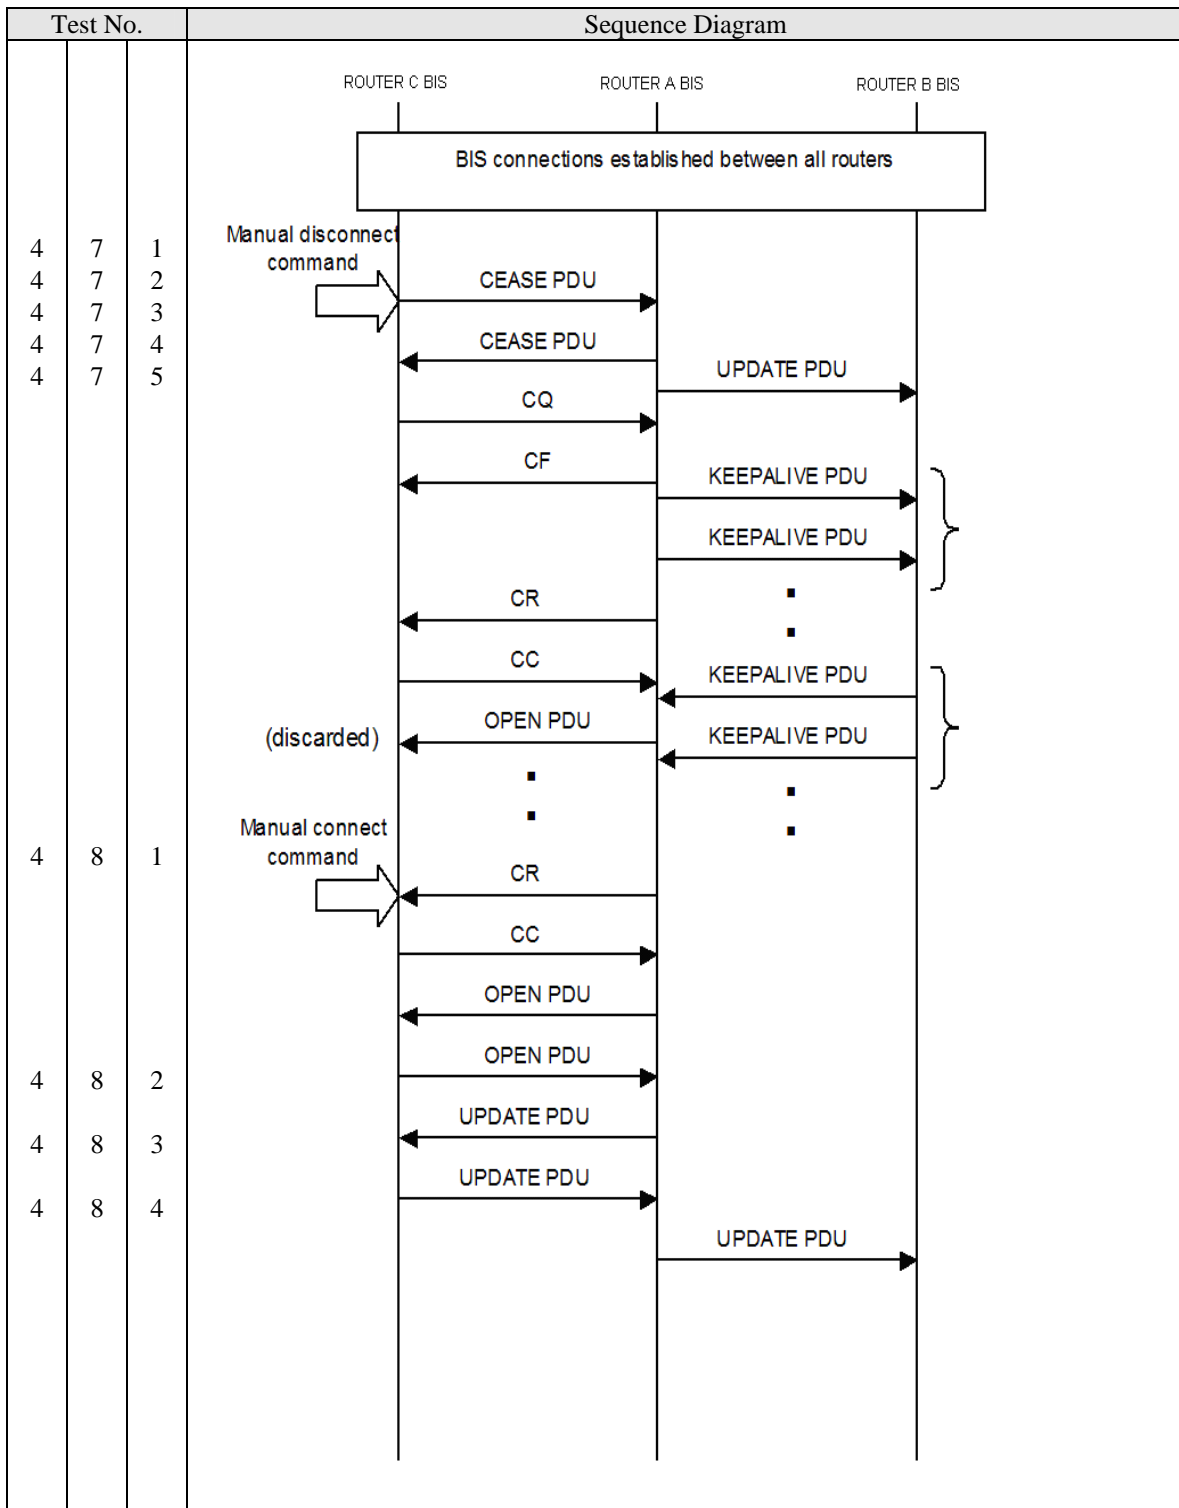 Test No.
Sequence Diagram
ROUTER C BIS
ROUTER A BIS
ROUTER B BIS
BIS connections established between all routers
Manual disconnect
command
4 7 1
4 7 2
4 7 3
4 7 4
4 7 5
CEASE PDU
CEASE PDU
UPDATE PDU
CQ
CF
KEEPALIVE PDU
KEEPALIVE PDU
CR
CC
KEEPALIVE PDU
OPEN PDU
(discarded)
KEEPALIVE PDU
Manual connect
command
4 8 1
CR
CC
OPEN PDU
OPEN PDU
4 8 2
UPDATE PDU
4 8 3
UPDATE PDU
4 8 4
UPDATE PDU